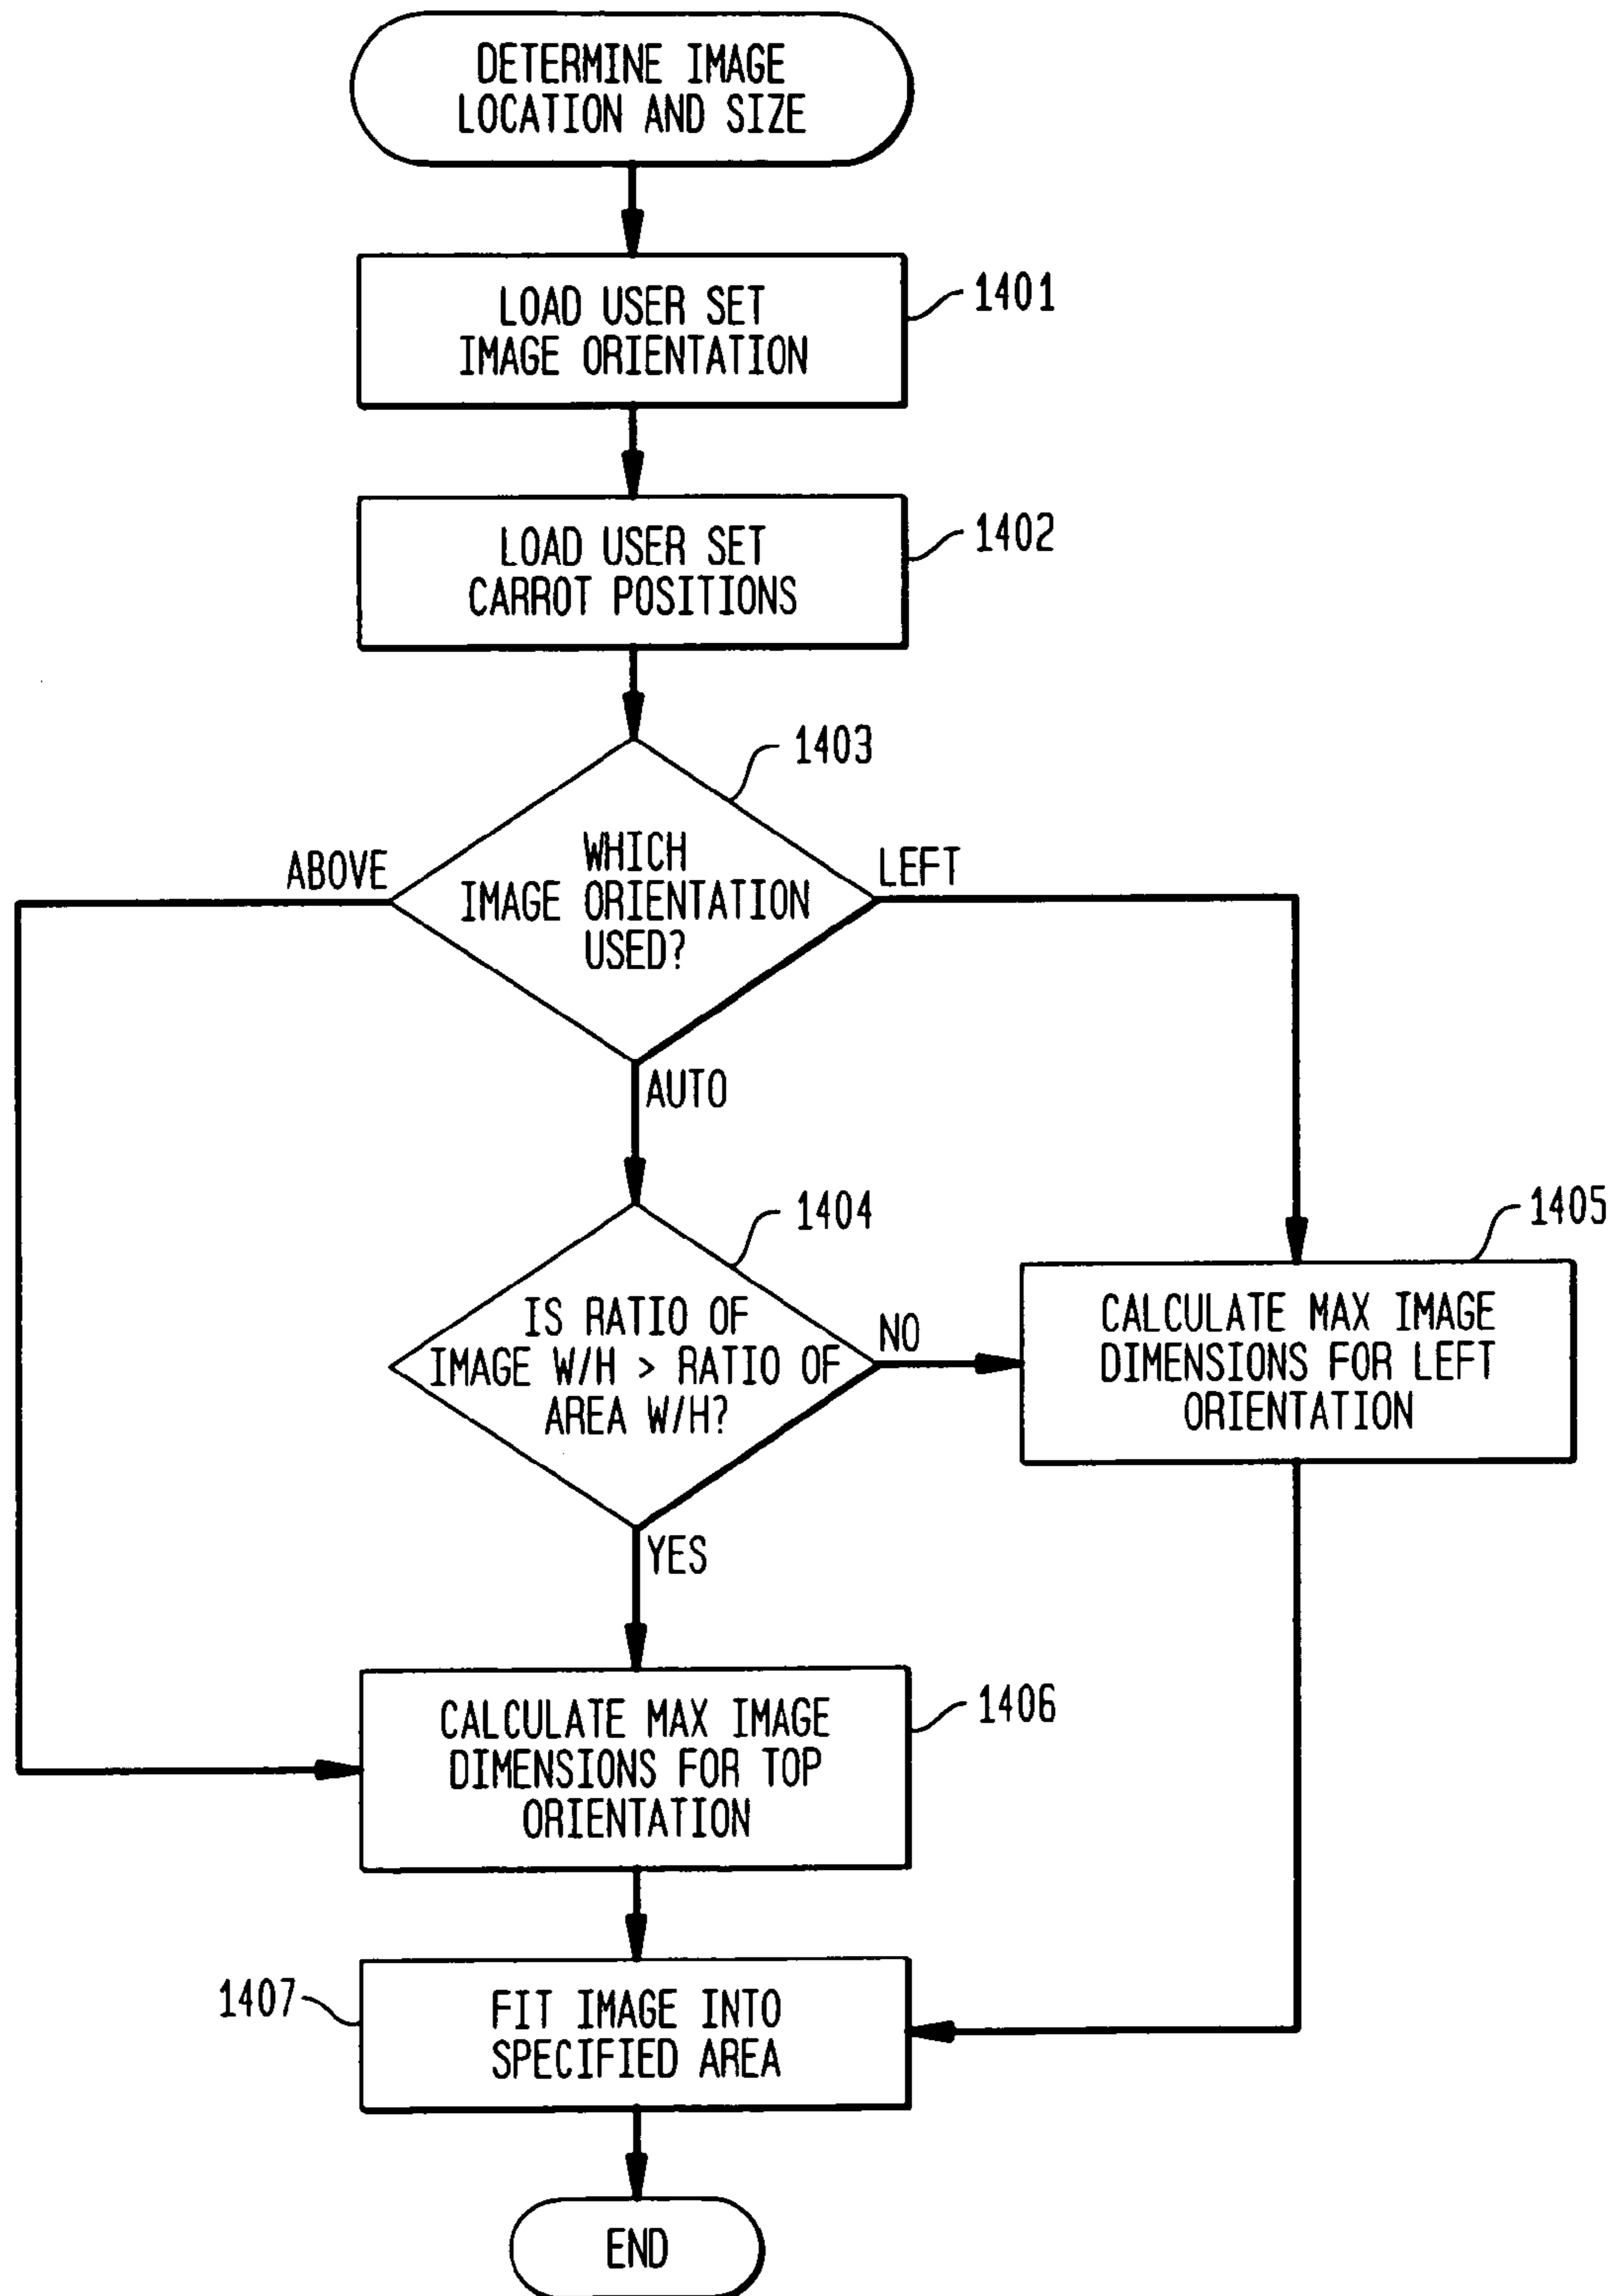 DETERMINE IMAGE
LOCATION AND SIZE
LOAD USER SET
IMAGE ORIENTATION
1401
LOAD USER SET
CARROT POSITIONS
1402
1403
WHICH
IMAGE ORIENTATION
USED?
ABOVE
LEFT
AUTO
1404
IS RATIO OF
IMAGE W/H > RATIO OF
AREA W/H?
NO
YES
1405
CALCULATE MAX IMAGE
DIMENSIONS FOR LEFT
ORIENTATION
1406
CALCULATE MAX IMAGE
DIMENSIONS FOR TOP
ORIENTATION
1407
FIT IMAGE INTO
SPECIFIED AREA
END